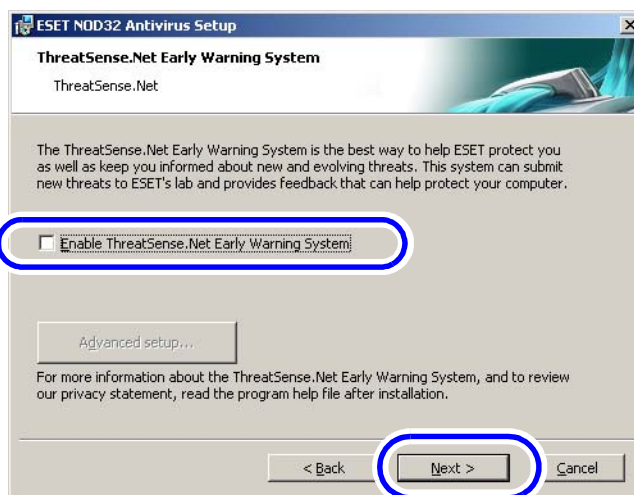 ESET NOD32 Antivirus Setup
ThreatSense.Net Early Warning System
ThreatSense.Net
The ThreatSense.Net Early Warning System is the best way to help ESET protect you
as well as keep you informed about new and evolving threats. This system can submit
new threats to ESET's lab and provides feedback that can help protect your computer.
Enable ThreatSense.Net Early Warning System
Advanced setup...
For more information about the ThreatSense.Net Early Warning System, and to review
our privacy statement, read the program help file after installation.
< Back Next > Cancel